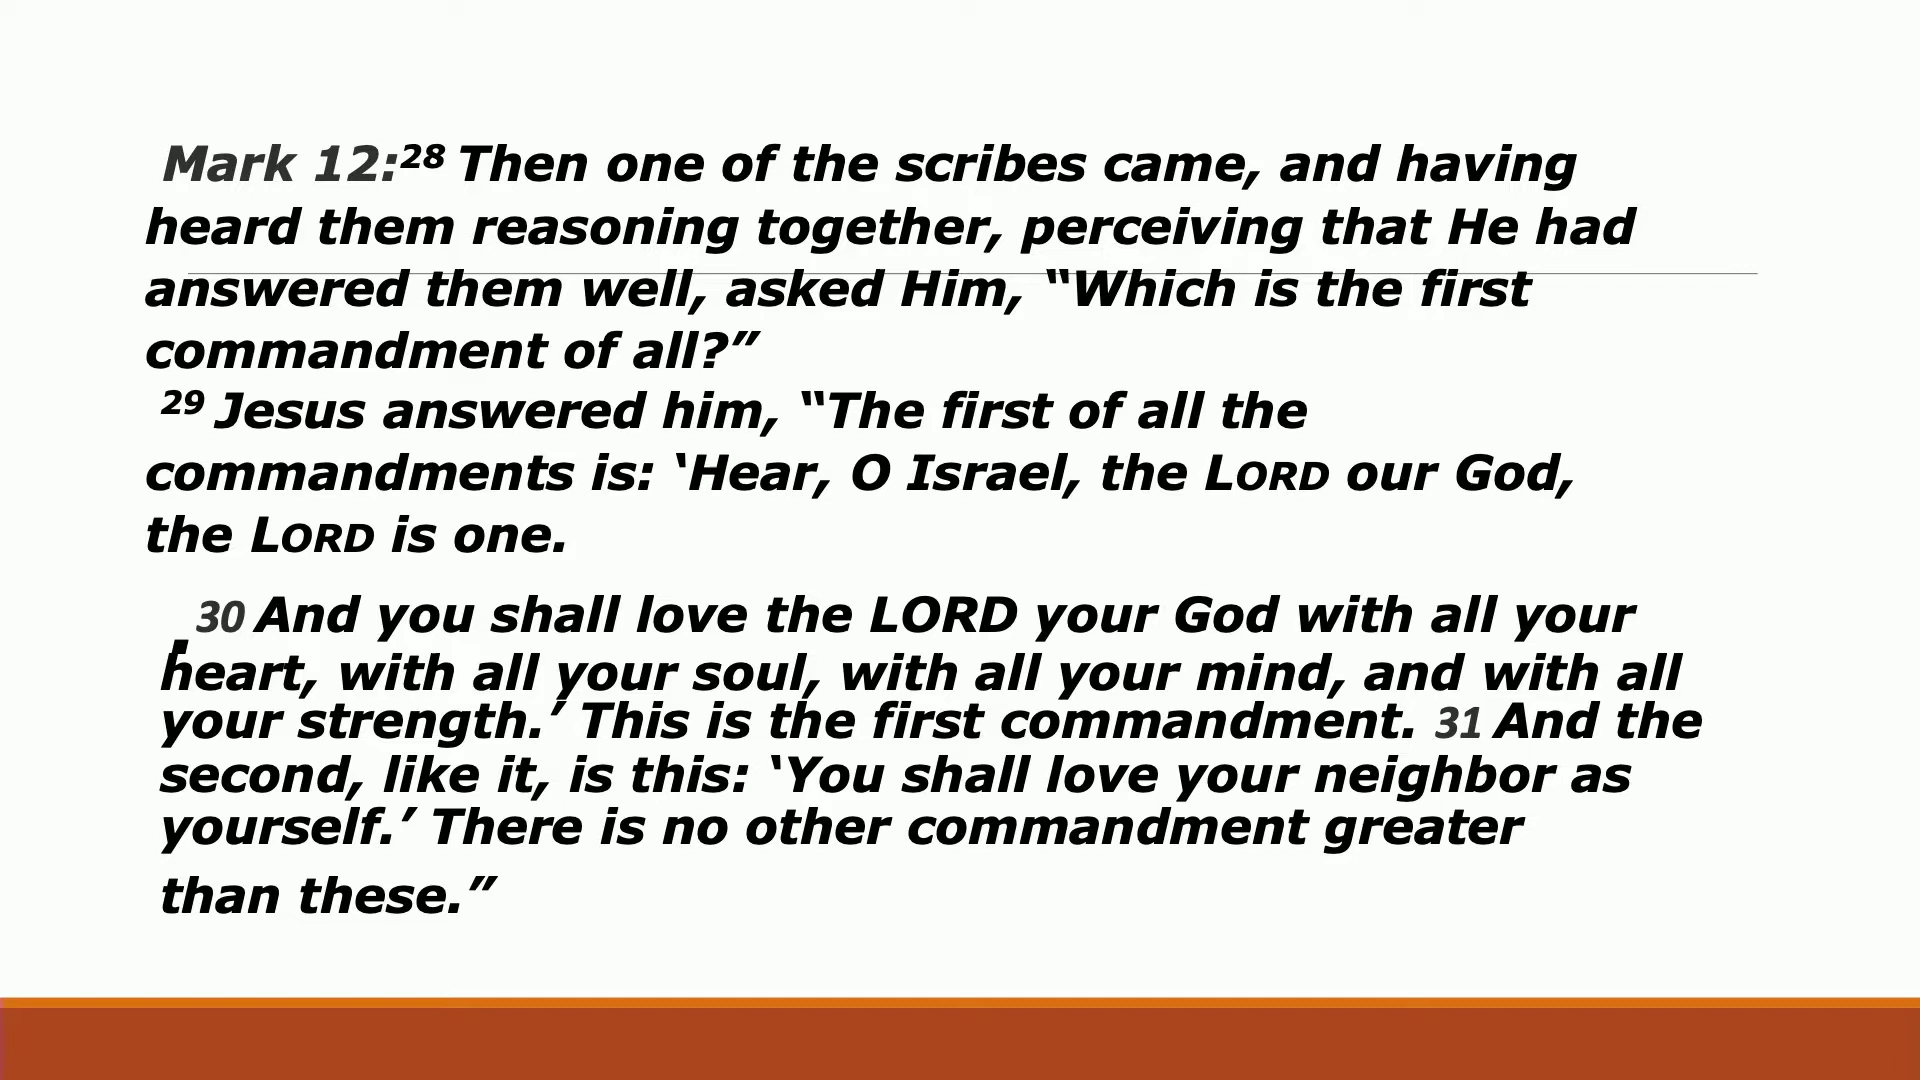 Mark 12:28 Then one of the scribes came, and having
heard them reasoning together, perceiving that He had
answered them well, asked Him, “Which is the first
commandment of all?”
29 Jesus answered him, “The first of all the
commandments is: ‘Hear, O Israel, the LORD our God,
the LORD is one.
30 And you shall love the LORD your God with all your
heart, with all your soul, with all your mind, and with all
your strength.’ This is the first commandment. 31 And the
second, like it, is this: ‘You shall love your neighbor as
yourself.’ There is no other commandment greater
than these.”